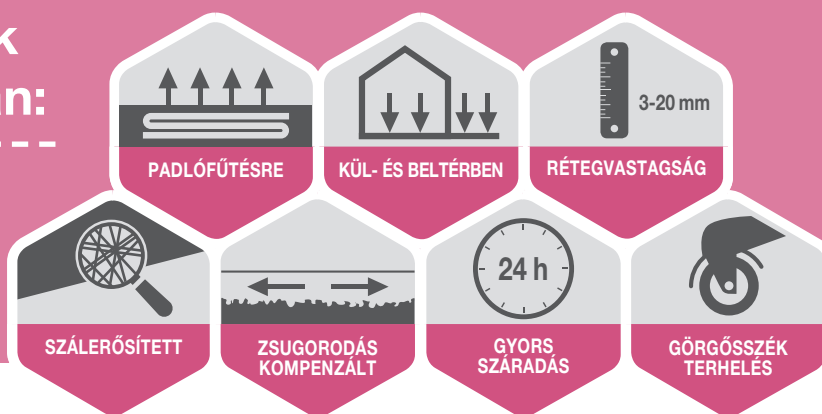 PADLÓFŰTÉSRE
KÜL- ÉS BELTÉRBEN
3-20 mm
RÉTEGVASTAGSÁG
SZÁLERŐSÍTETT
ZSUGORODÁS
KOMPENZÁLT
24 h
GYORS
SZÁRADÁS
GÖRGŐSSZÉK
TERHELÉS